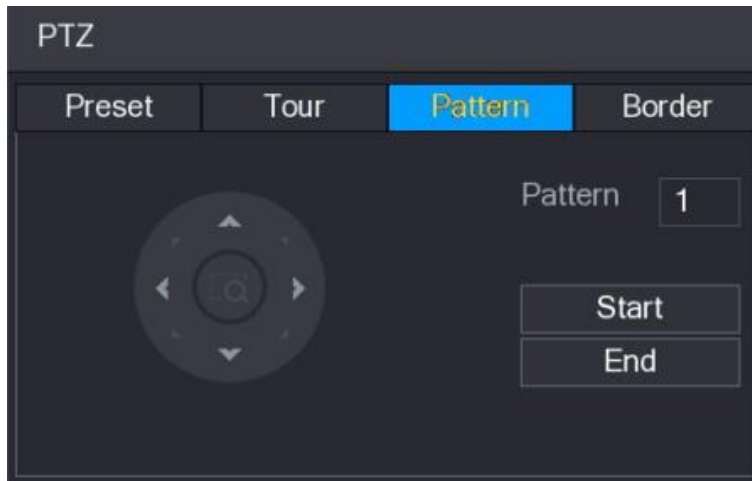 PTZ
Preset Tour Pattern Border
Pattern 1
Start
End